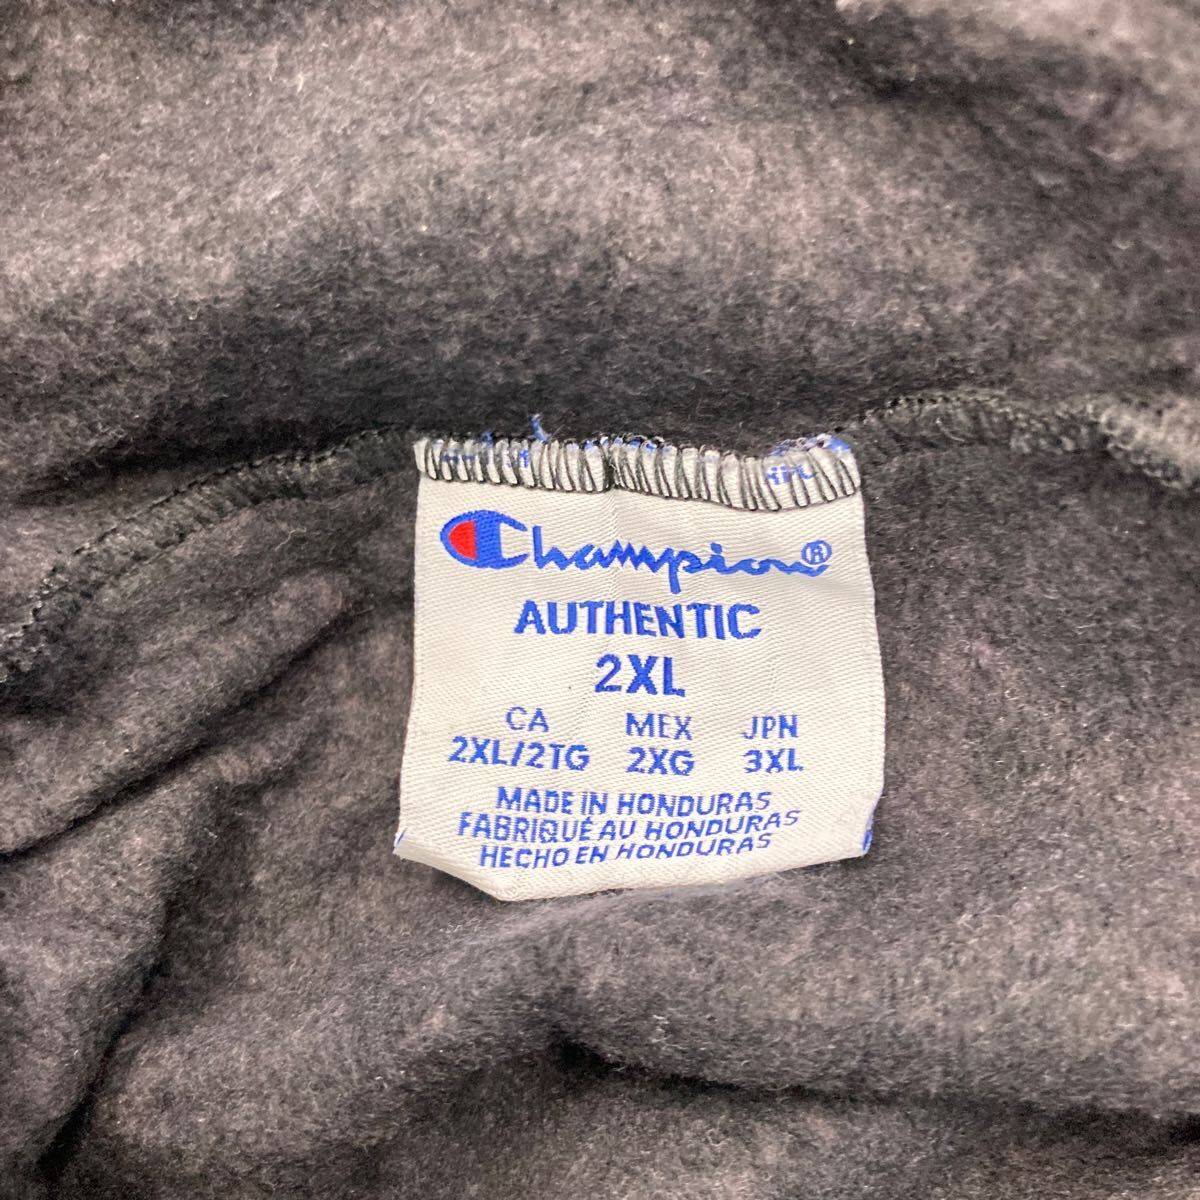 Champion®
AUTHENTIC
2XL
CA MEX JPN
2XL/2TG 2XG 3XL
MADE IN HONDURAS
FABRIQUÉ AU HONDURAS
HECHO EN HONDURAS